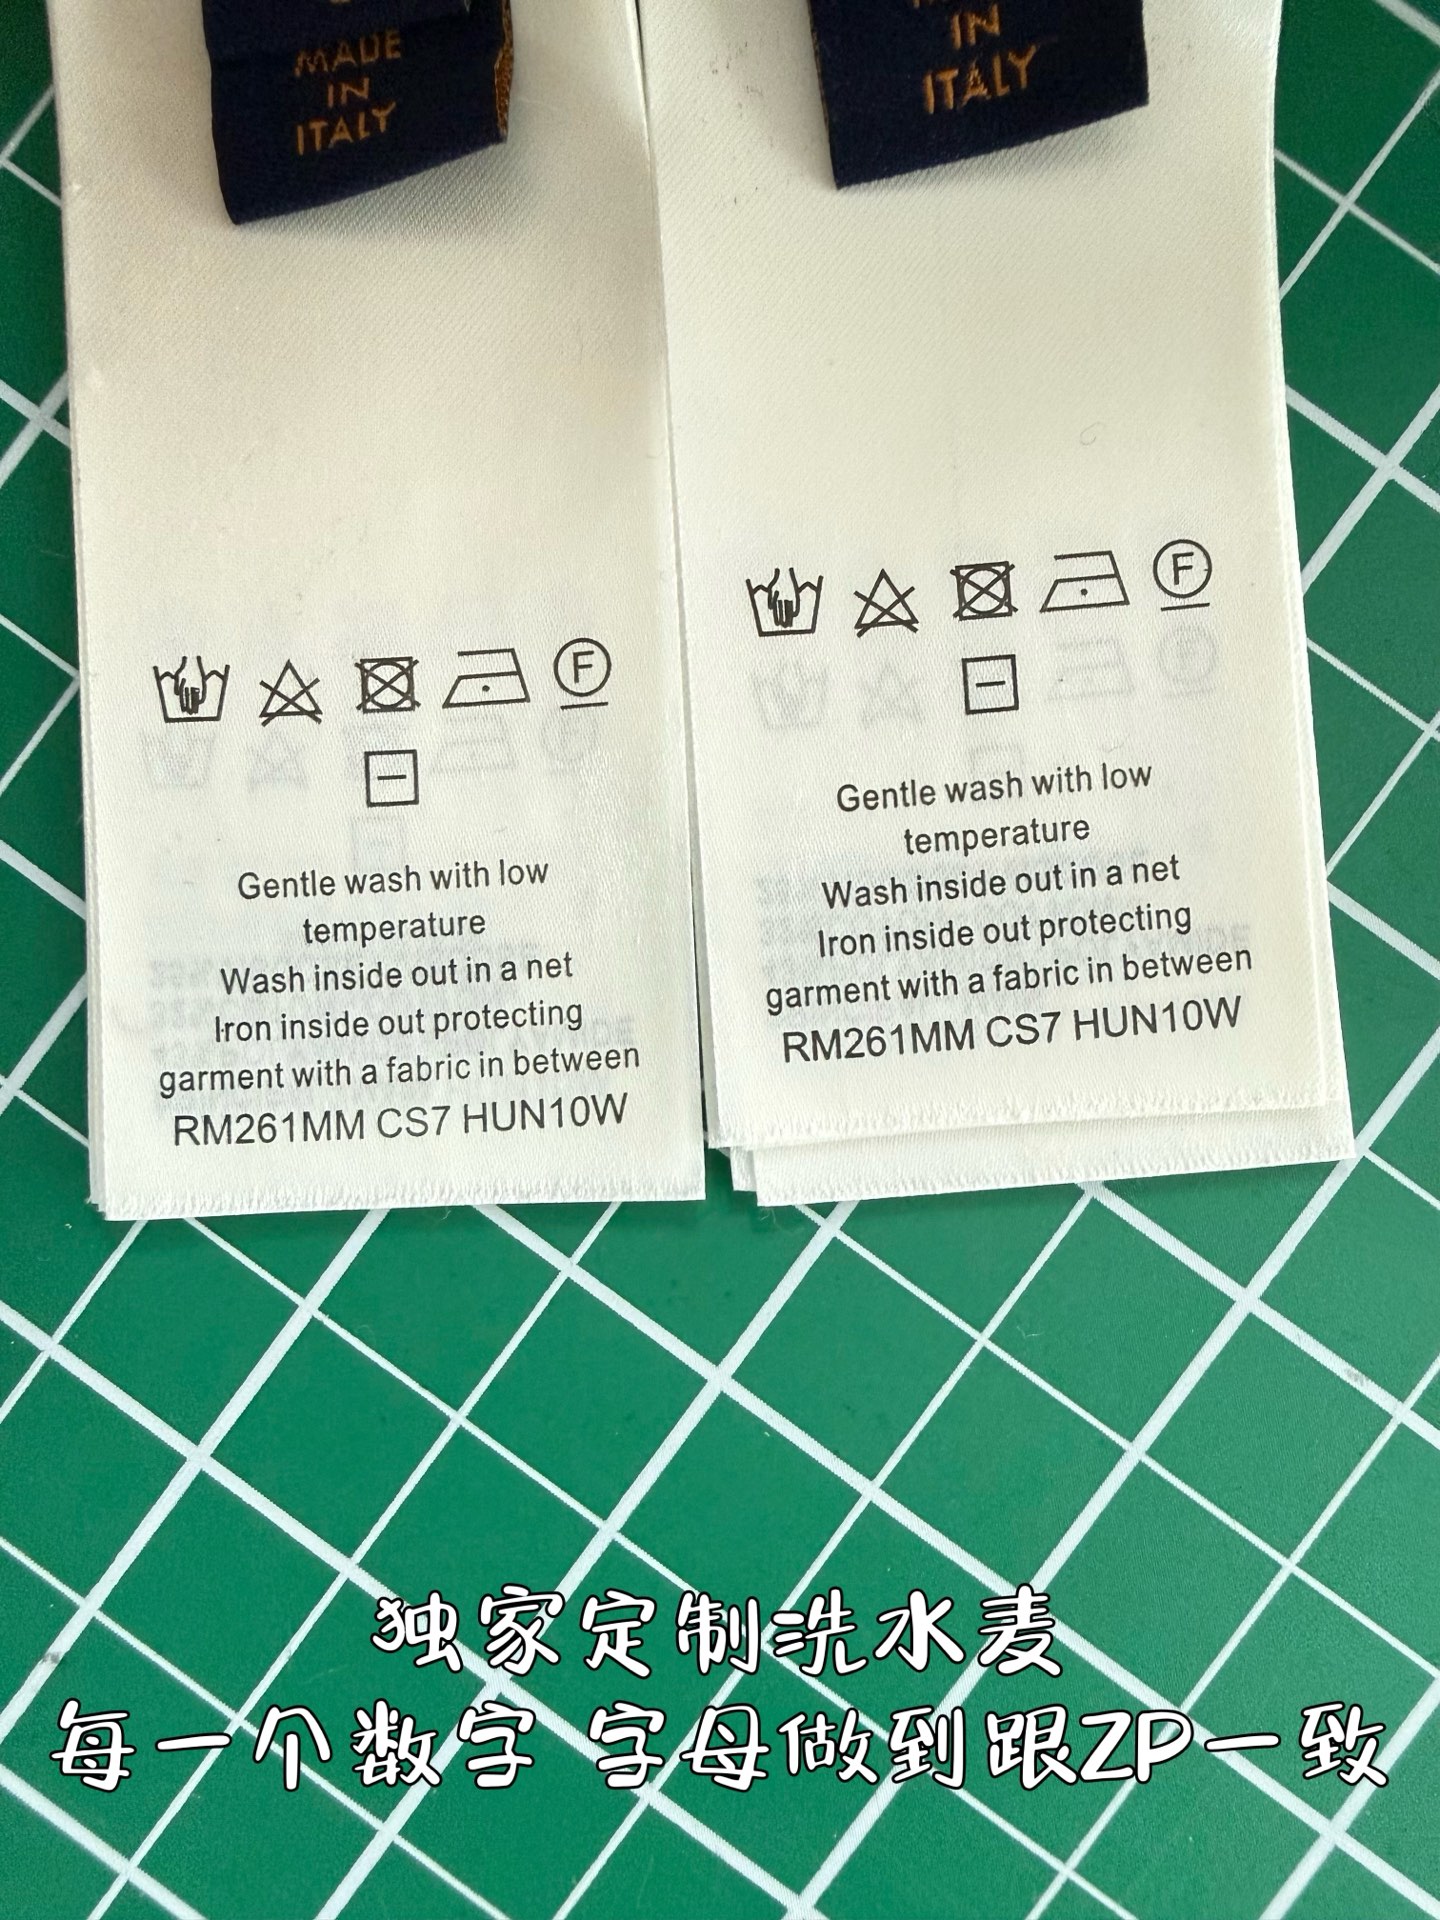 MADE
IN
ITALY
IN
ITALY
F
Gentle wash with low
temperature
Wash inside out in a net
Iron inside out protecting
garment with a fabric in between
RM261MM CS7 HUN10W
F
Gentle wash with low
temperature
Wash inside out in a net
Iron inside out protecting
garment with a fabric in between
RM261MM CS7 HUN10W
独家定制洗水麦
每一个数字 字母做到跟ZP一致